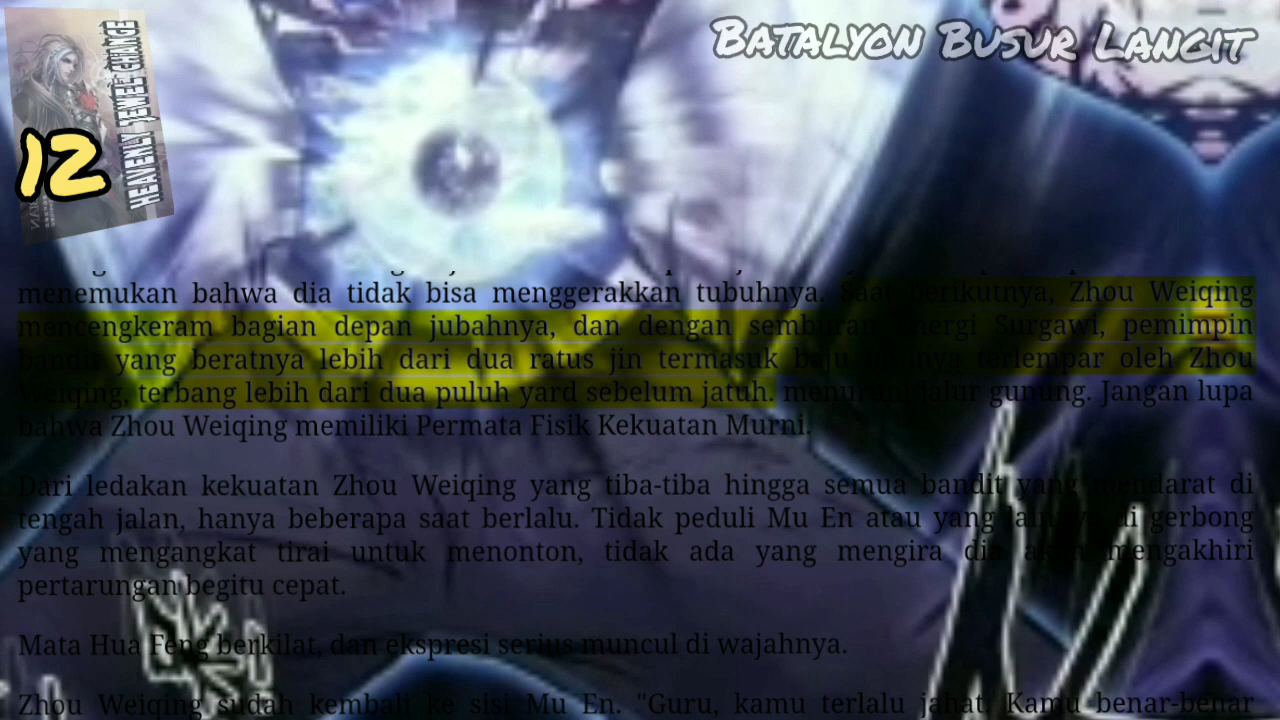 Batalyon Busur Langit
HEAVENLY JEWEL CHANGE
12
menemukan bahwa dia tidak bisa menggerakkan tubuhnya. Saat berikutnya, Zhou Weiqing
mencengkeram bagian depan jubahnya, dan dengan semburan energi Surgawi, pemimpin
bandit yang beratnya lebih dari dua ratus jin termasuk baju terlempar oleh Zhou
Weiqing, terbang lebih dari dua puluh yard sebelum jatuh. menuruni jalur gunung. Jangan lupa
bahwa Zhou Weiqing memiliki Permata Fisik Kekuatan Murni.
Dari ledakan kekuatan Zhou Weiqing yang tiba-tiba hingga semua bandit yang mendarat di
tengah jalan, hanya beberapa saat berlalu. Tidak peduli Mu En atau yang lainnya di gerbong
yang mengangkat tirai untuk menonton, tidak ada yang mengira dia akan mengakhiri
pertarungan begitu cepat.
Mata Hua Feng berkilat, dan ekspresi serius muncul di wajahnya.
Zhou Weiqing sudah kembali ke sisi Mu En. "Guru, kamu terlalu jahat. Kamu benar-benar